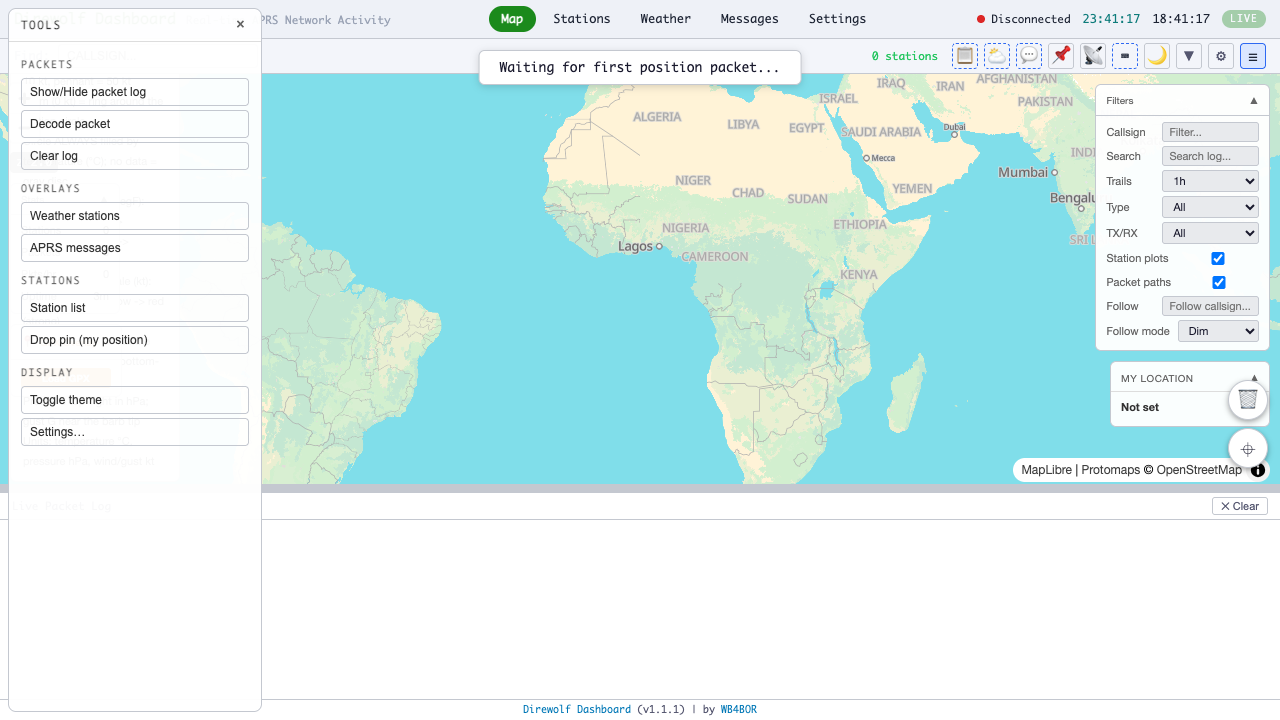 TOOLS ×
PACKETS
Show/Hide packet log
Decode packet
Clear log
OVERLAYS
Weather stations
APRS messages
STATIONS
Station list
Drop pin (my position)
DISPLAY
Toggle theme
Settings…
PRS Network Activity
Map Stations Weather Messages Settings
Disconnected 23:41:17 18:41:17 LIVE
0 stations
Waiting for first position packet...
ALGERIA
LIBYA
EGYPT
ISRAEL
IRAQ
IRAN
AFGHANISTAN
PAKISTAN
SAUDI ARABIA
Dubai
Mecca
Mumbai
NIGER
CHAD
SUDAN
YEMEN
NIGERIA
ETHIOPIA
Lagos
CAMEROON
KENYA
Filters ▲
Callsign Filter...
Search Search log...
Trails 1h
Type All
TX/RX All
Station plots
Packet paths
Follow Follow callsign...
Follow mode Dim
MY LOCATION ▲
Not set
MapLibre | Protomaps © OpenStreetMap
Clear
Direwolf Dashboard (v1.1.1) | by WB4BOR